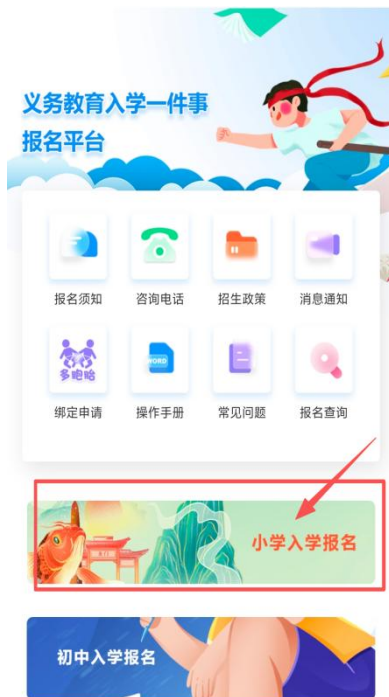 义务教育入学一件事
报名平台
报名须知 咨询电话 招生政策 消息通知
多胞胎
WORD
绑定申请 操作手册 常见问题 报名查询
小学入学报名
初中入学报名